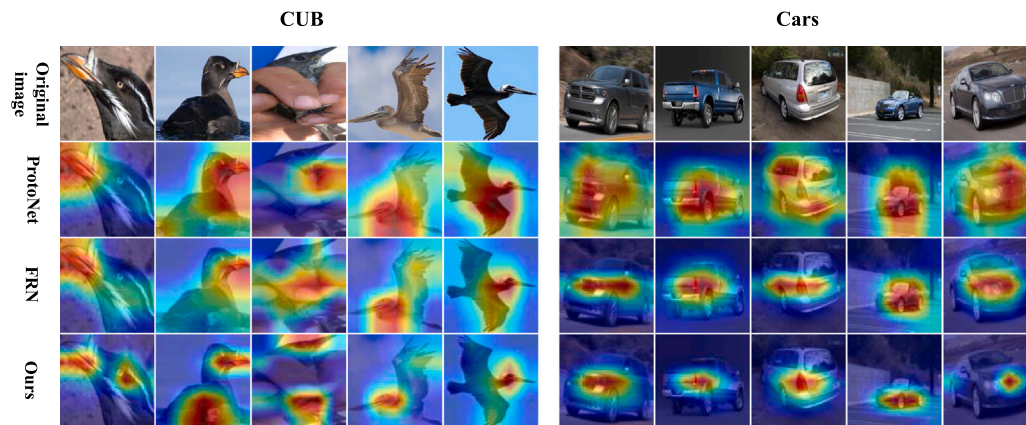 CUB
Cars
Original
image
ProtoNet
FRN
Ours